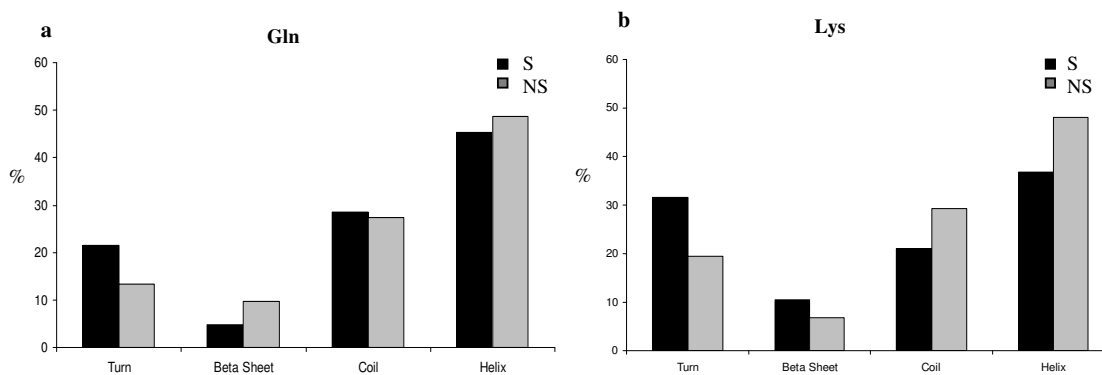 a
Gln
S
NS
%
60
50
40
30
20
10
0
Turn
Beta Sheet
Coil
Helix
b
Lys
S
NS
%
60
50
40
30
20
10
0
Turn
Beta Sheet
Coil
Helix